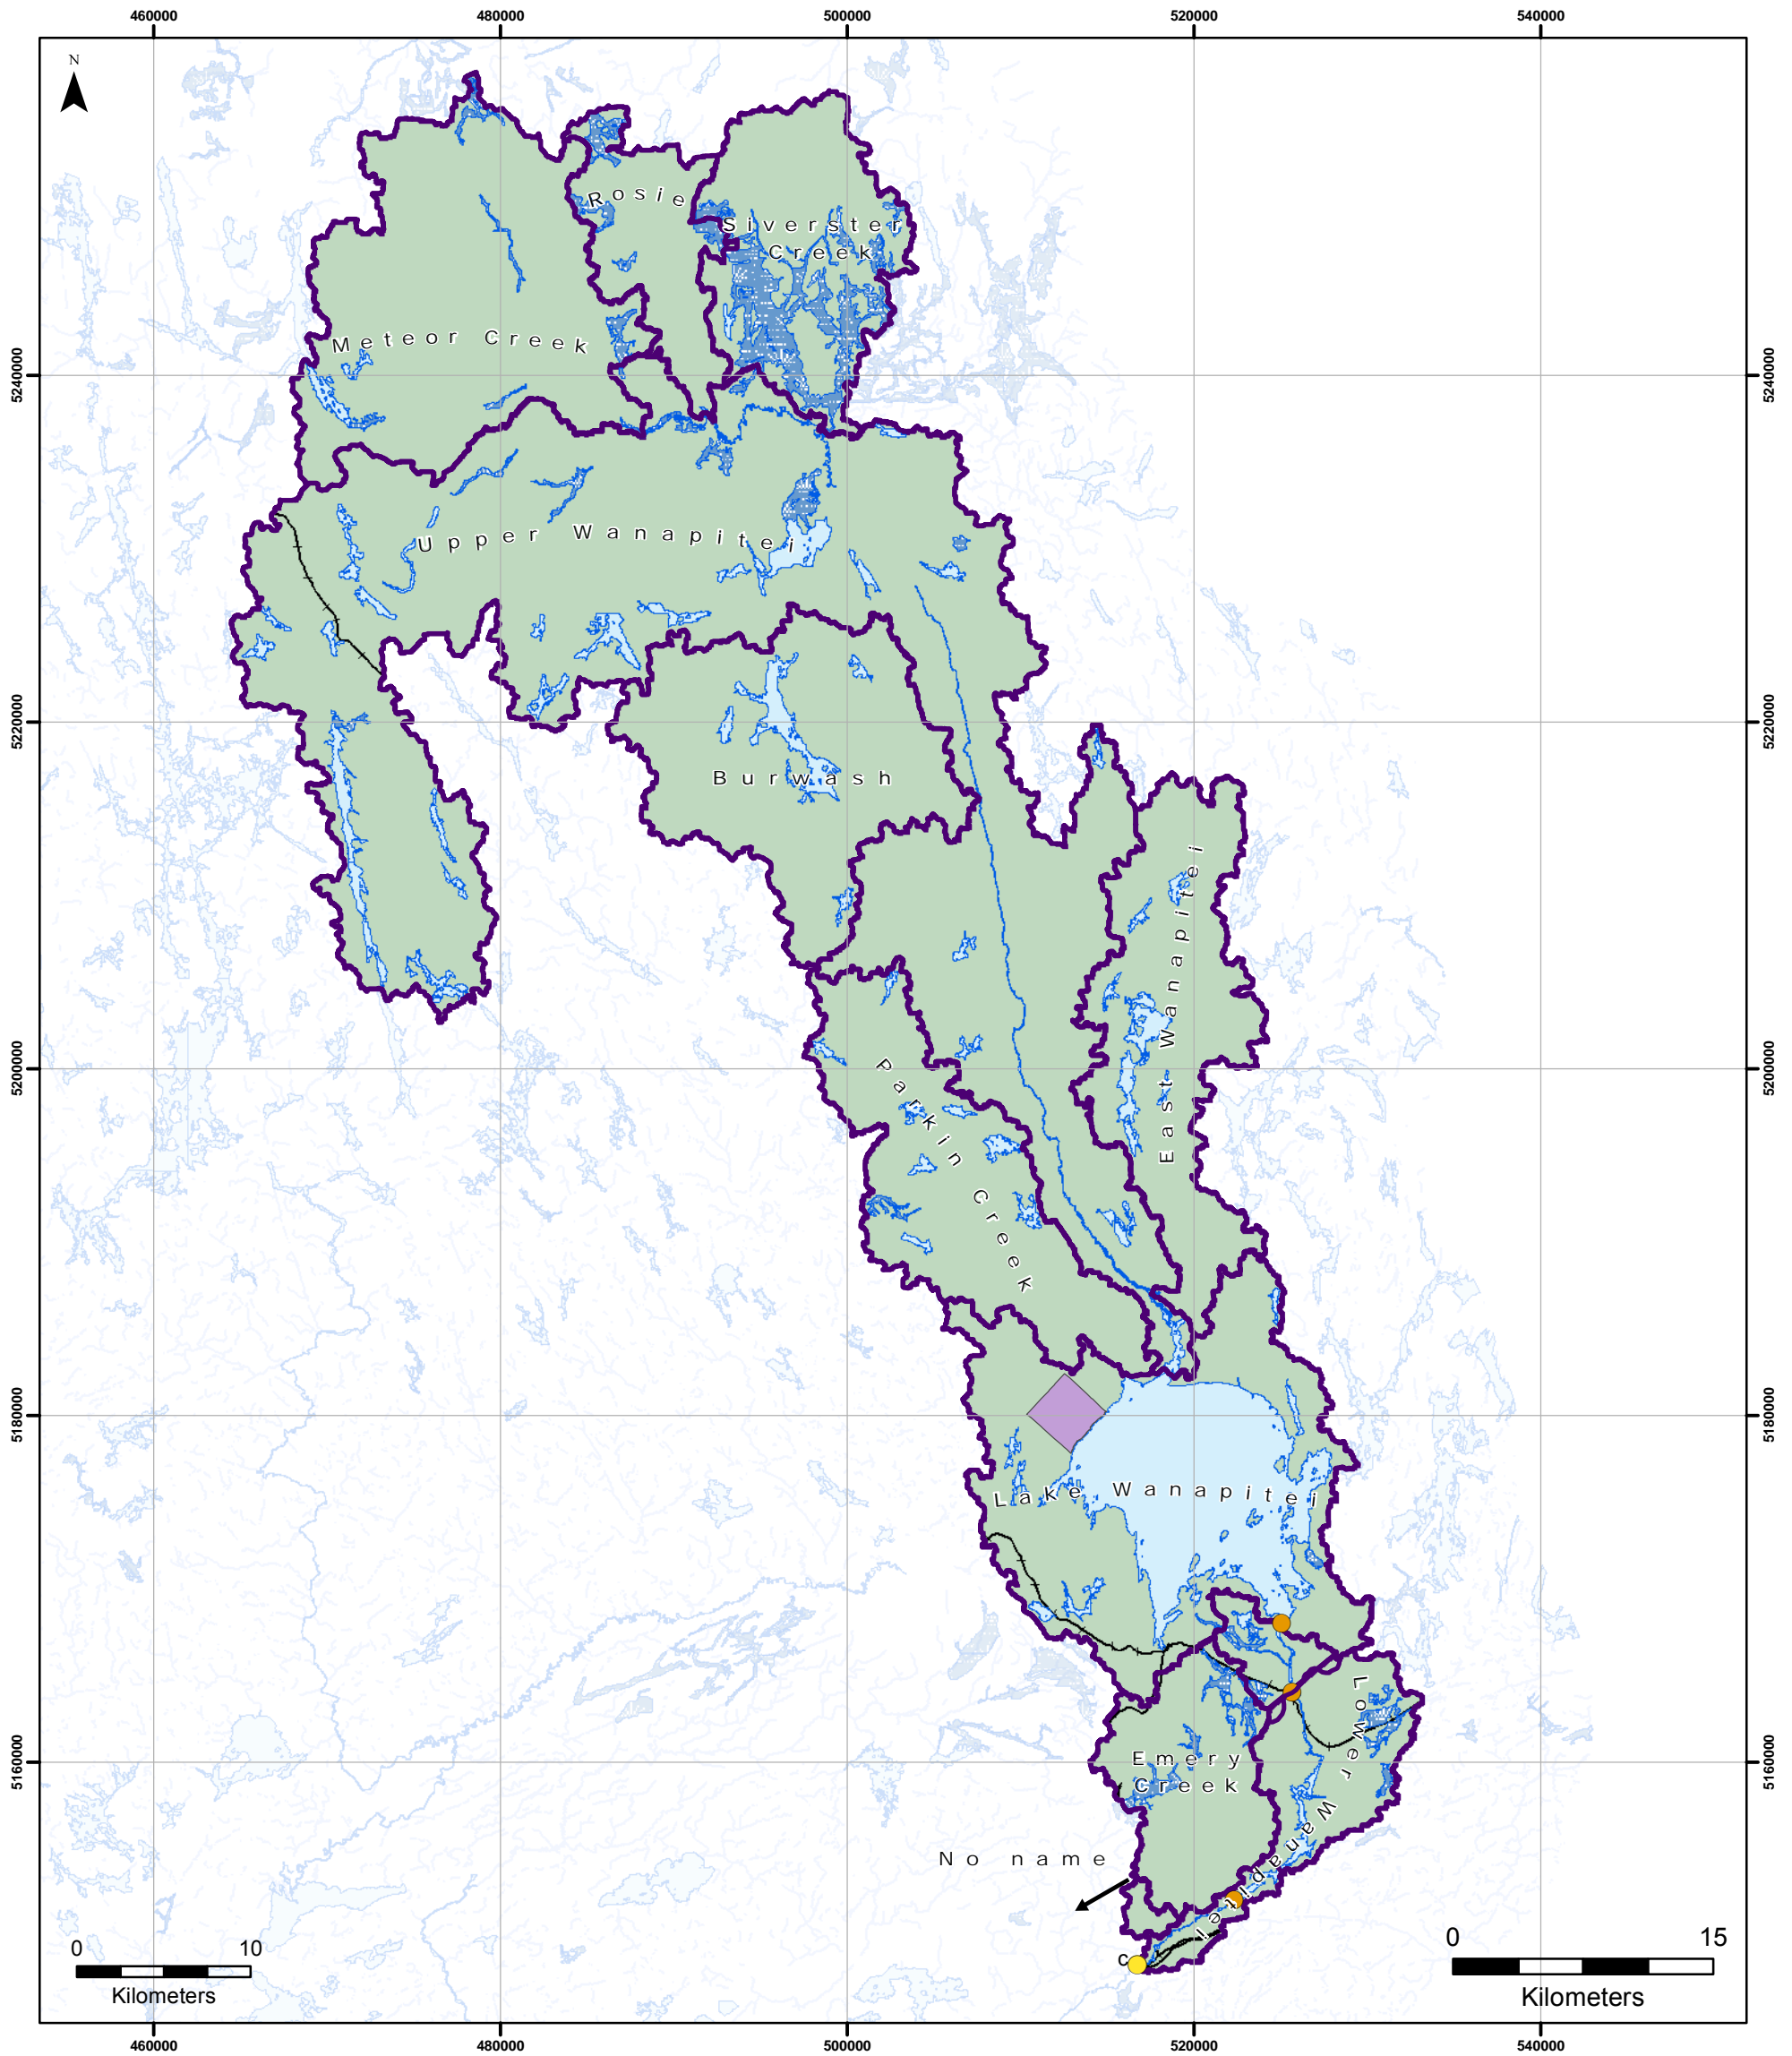 460000 480000 500000 520000 540000
N
Rosie
Siverster
Creek
5240000 5240000
Meteor Creek
Upper Wanapitei
5220000 5220000
Burwash
East Wanapitei
5200000 5200000
Parkin Creek
5180000 5180000
Lake Wanapitei
Lower Wanapitei
5160000 5160000
Emery
Creek
No name
0 10
Kilometers
C
0 15
Kilometers
460000 480000 500000 520000 540000